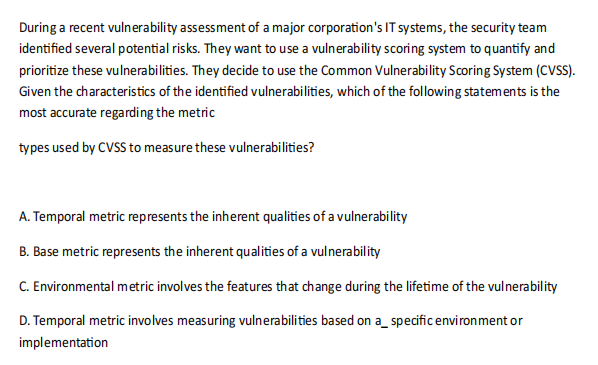 During a recent vulnerability assessment of a major corporation's IT systems, the security team
identified several potential risks. They want to use a vulnerability scoring system to quantify and
prioritize these vulnerabilities. They decide to use the Common Vulnerability Scoring System (CVSS).
Given the characteristics of the identified vulnerabilities, which of the following statements is the
most accurate regarding the metric
types used by CVSS to measure these vulnerabilities?
A. Temporal metric represents the inherent qualities of a vulnerability
B. Base metric represents the inherent qualities of a vulnerability
C. Environmental metric involves the features that change during the lifetime of the vulnerability
D. Temporal metric involves measuring vulnerabilities based on a_ specific environment or
implementation